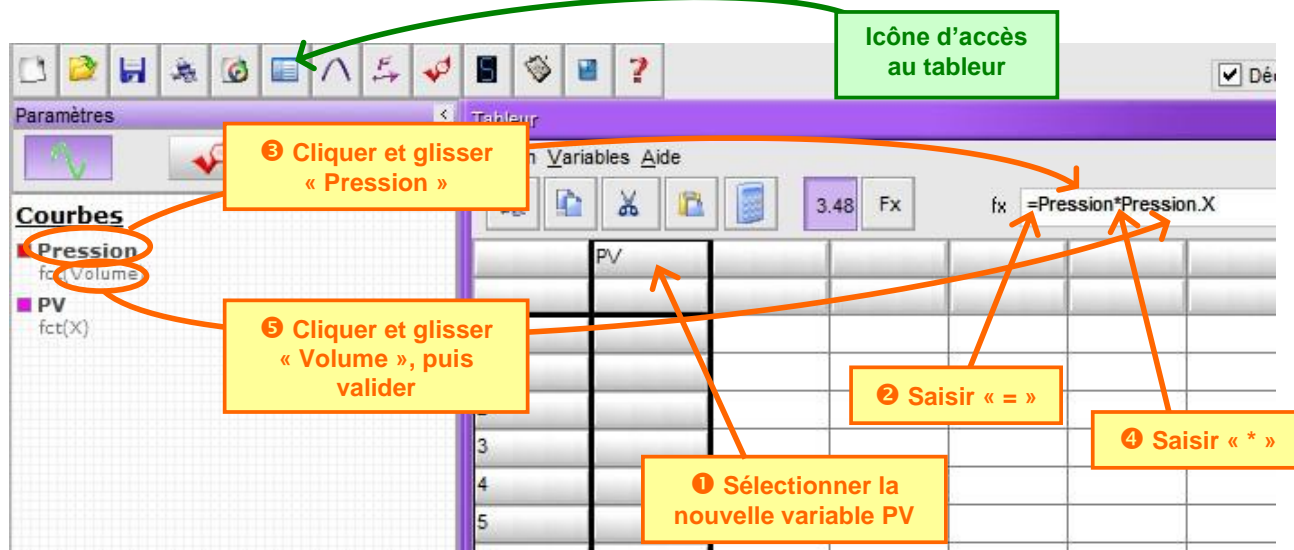 Icône d'accès
au tableur
Paramètres
Tableur
❸ Cliquer et glisser
« Pression »
Variables Aide
3.48 Fx
fx =Pression*Pression.X
Courbes
Pression
fct(Volume)
PV
fct(X)
PV
❺ Cliquer et glisser
« Volume », puis
valider
❷ Saisir « = »
❹ Saisir « * »
❶ Sélectionner la
nouvelle variable PV
3
4
5